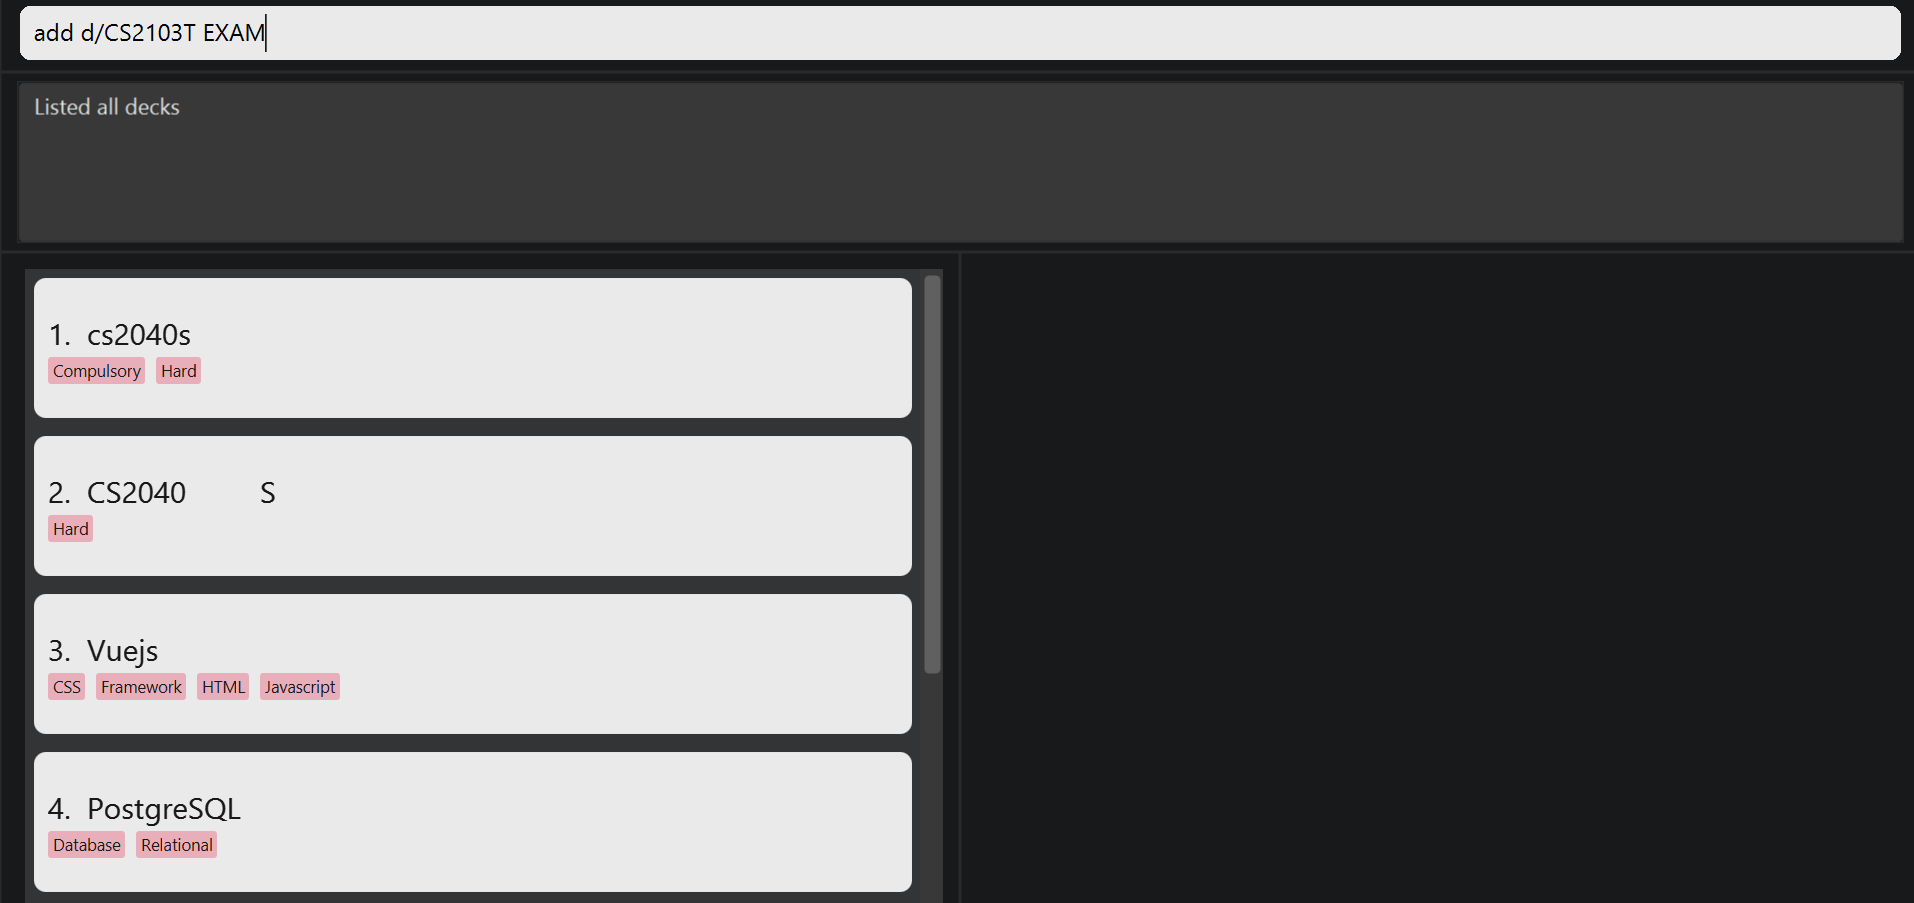 add d/CS2103T EXAM
Listed all decks
1. cs2040s
Compulsory Hard
2. CS2040 S
Hard
3. Vuejs
CSS Framework HTML Javascript
4. PostgreSQL
Database Relational